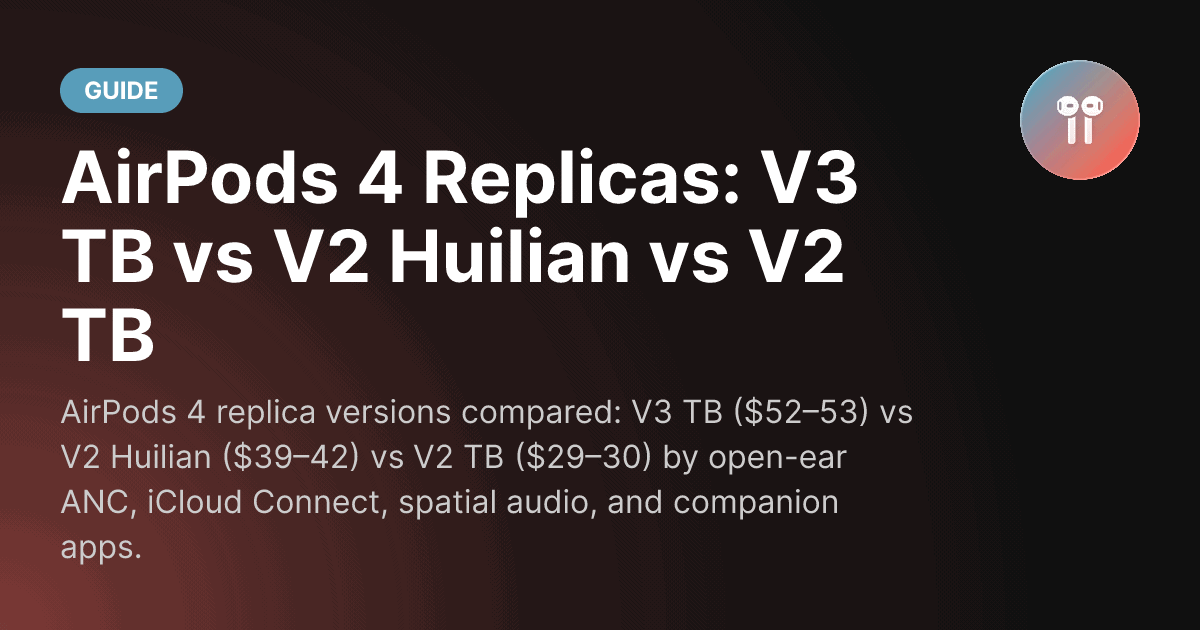 GUIDE
AirPods 4 Replicas: V3
TB vs V2 Huilian vs V2
TB
AirPods 4 replica versions compared: V3 TB ($52–53) vs
V2 Huilian ($39–42) vs V2 TB ($29–30) by open-ear
ANC, iCloud Connect, spatial audio, and companion
apps.